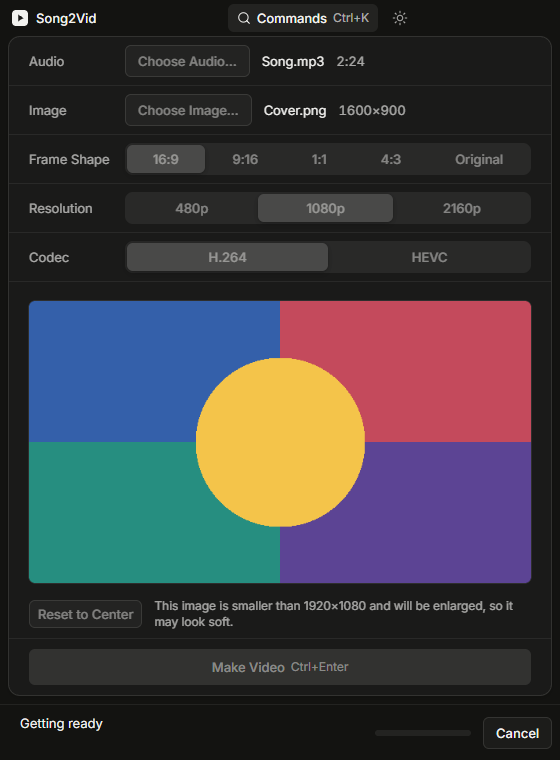 Song2Vid
Commands Ctrl+K
Audio Choose Audio... Song.mp3 2:24
Image Choose Image... Cover.png 1600×900
Frame Shape 16:9 9:16 1:1 4:3 Original
Resolution 480p 1080p 2160p
Codec H.264 HEVC
Reset to Center
This image is smaller than 1920×1080 and will be enlarged, so it
may look soft.
Make Video Ctrl+Enter
Getting ready
Cancel